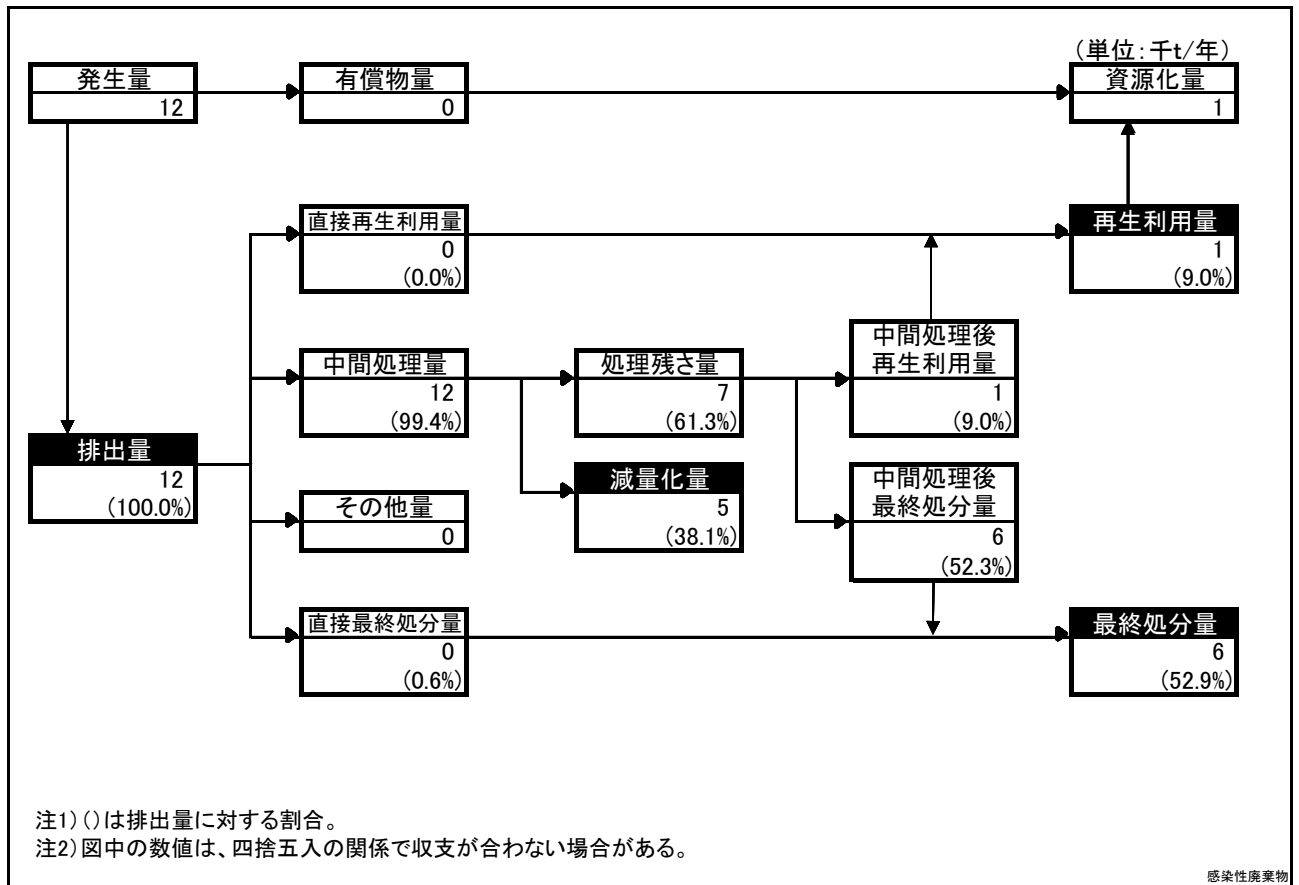 (単位:千t/年)
発生量
12
有償物量
0
資源化量
1
直接再生利用量
0
(0.0%)
再生利用量
1
(9.0%)
中間処理量
12
(99.4%)
処理残さ量
7
(61.3%)
中間処理後
再生利用量
1
(9.0%)
排出量
12
(100.0%)
減量化量
5
(38.1%)
中間処理後
最終処分量
6
(52.3%)
その他量
0
直接最終処分量
0
(0.6%)
最終処分量
6
(52.9%)
注1)()は排出量に対する割合。
注2)図中の数値は、四捨五入の関係で収支が合わない場合がある。
感染性廃棄物